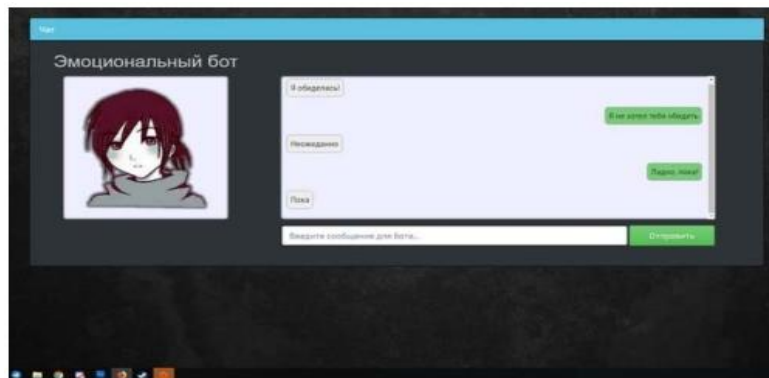 Чат
Эмоциональный бот
Я обиделась!
Я не хотел тебя обидеть
Неожиданно
Ладно, пока!
Пока
Введите сообщение для бота...
Отправить